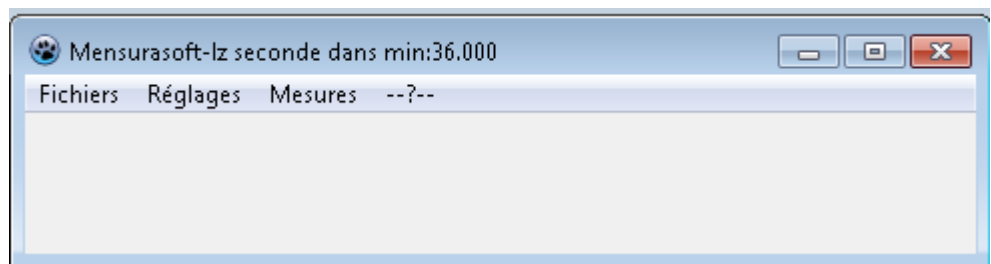 Mensurasoft-lz seconde dans min:36.000
Fichiers Réglages Mesures --?--